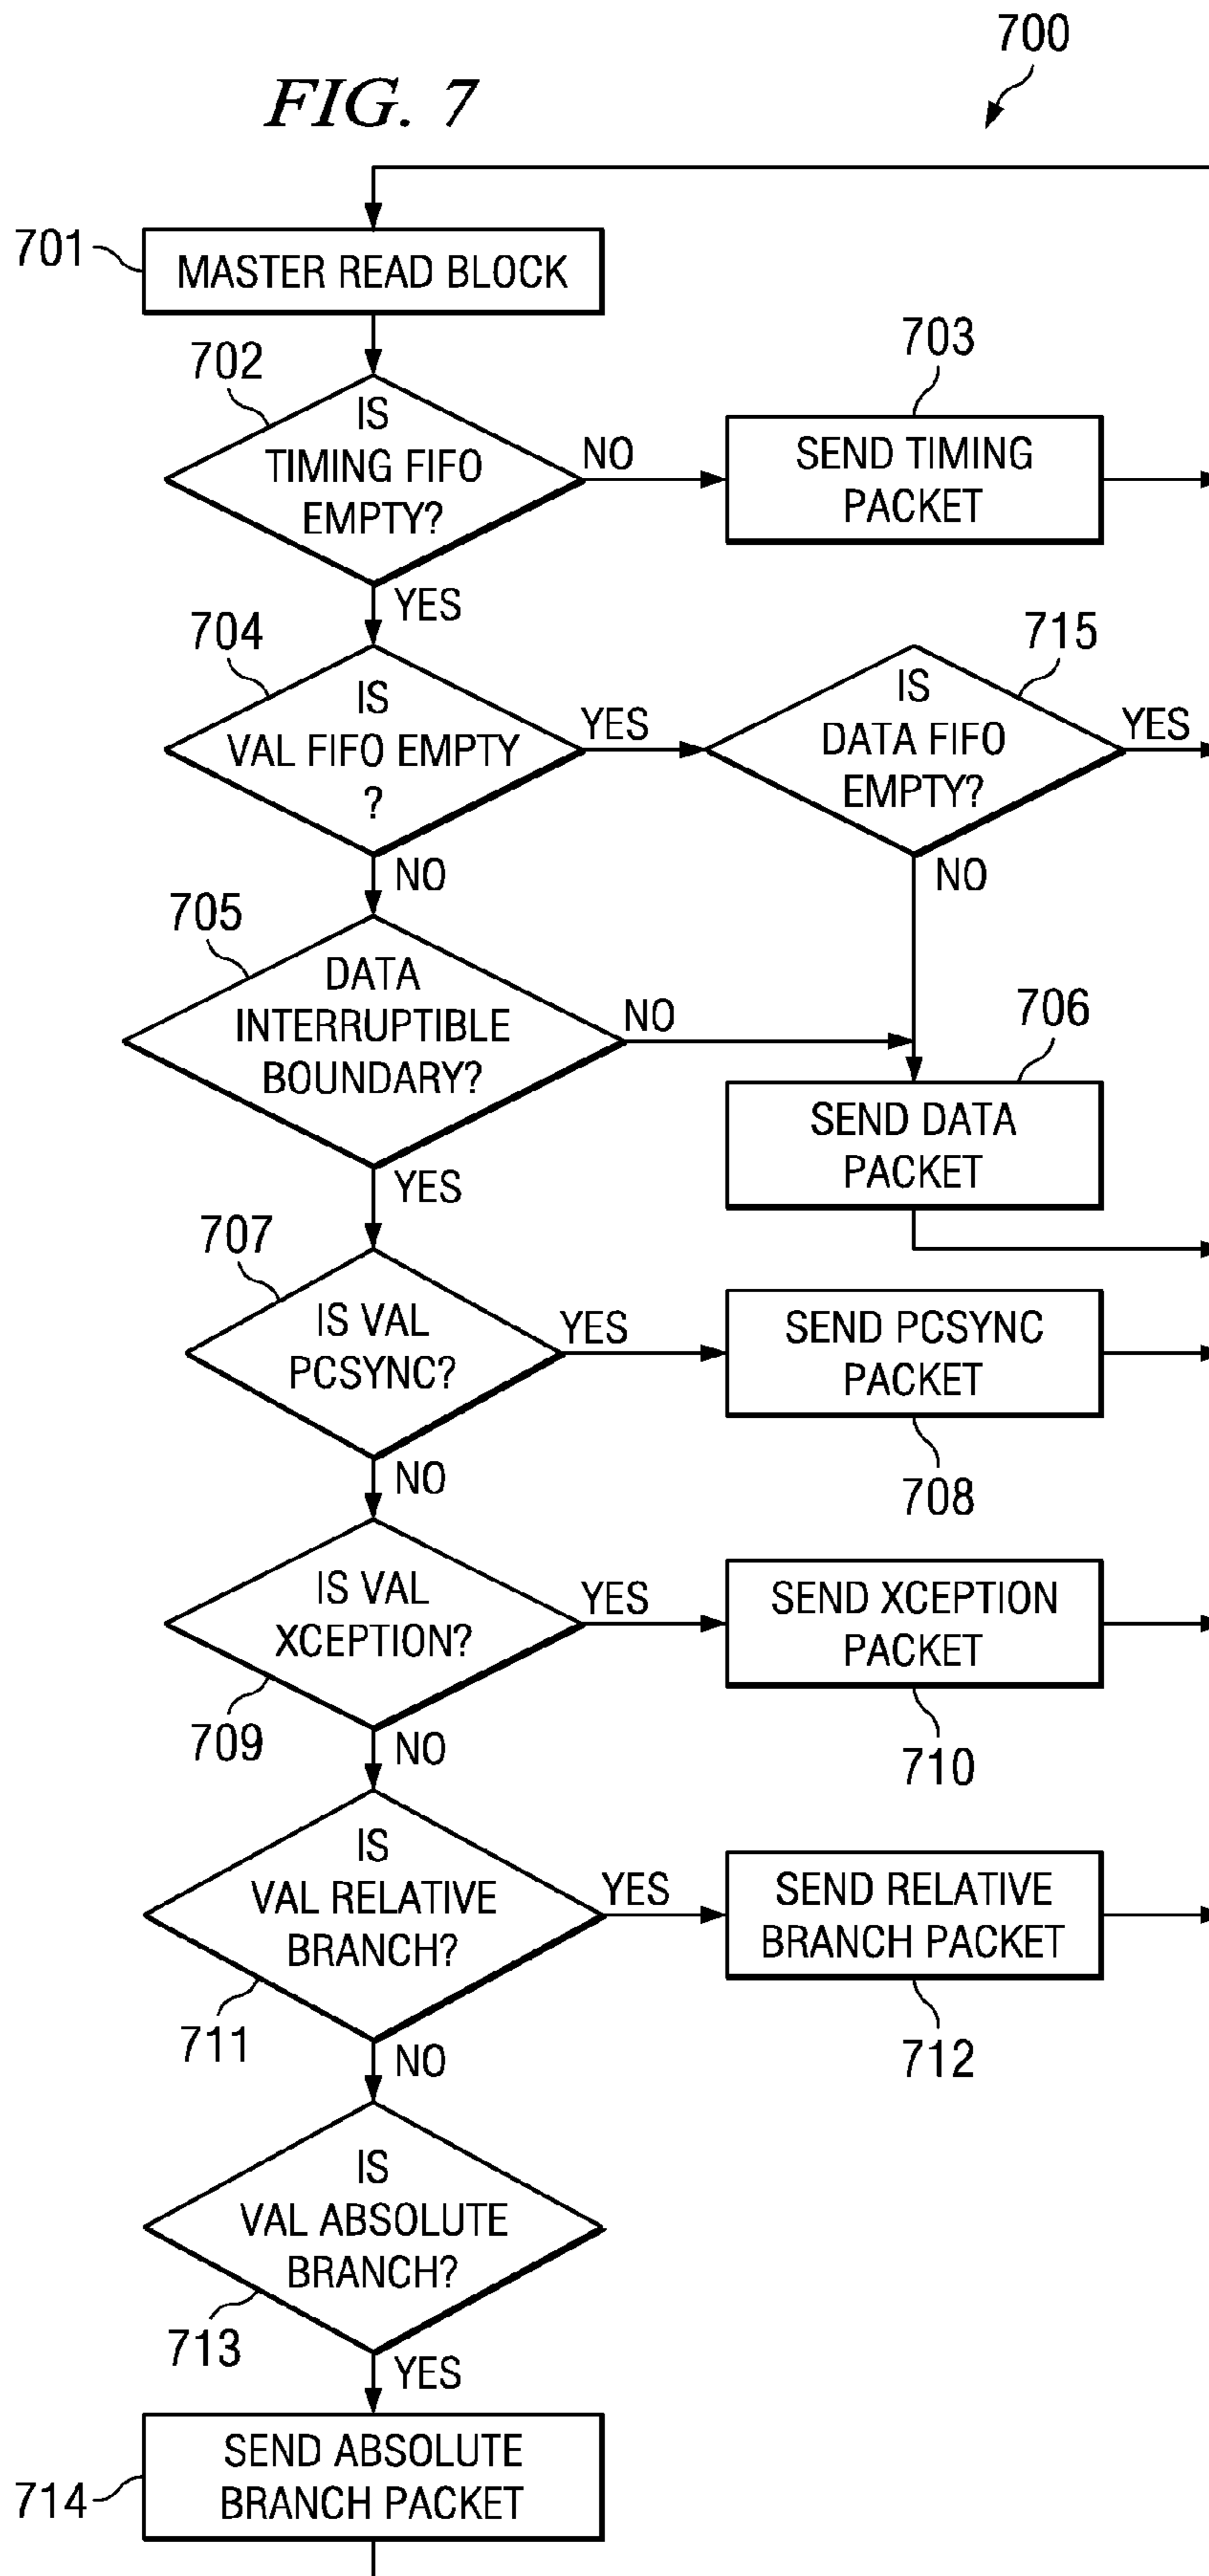 700
FIG. 7
701
MASTER READ BLOCK
702
IS
TIMING FIFO
EMPTY?
NO
703
SEND TIMING
PACKET
YES
704
IS
VAL FIFO EMPTY
?
YES
715
IS
DATA FIFO
EMPTY?
YES
NO
NO
705
DATA
INTERRUPTIBLE
BOUNDARY?
NO
706
SEND DATA
PACKET
YES
707
IS VAL
PCSYNC?
YES
SEND PCSYNC
PACKET
708
NO
IS VAL
XCEPTION?
709
YES
SEND XCEPTION
PACKET
710
NO
IS
VAL RELATIVE
BRANCH?
711
YES
SEND RELATIVE
BRANCH PACKET
712
NO
IS
VAL ABSOLUTE
BRANCH?
713
YES
SEND ABSOLUTE
BRANCH PACKET
714